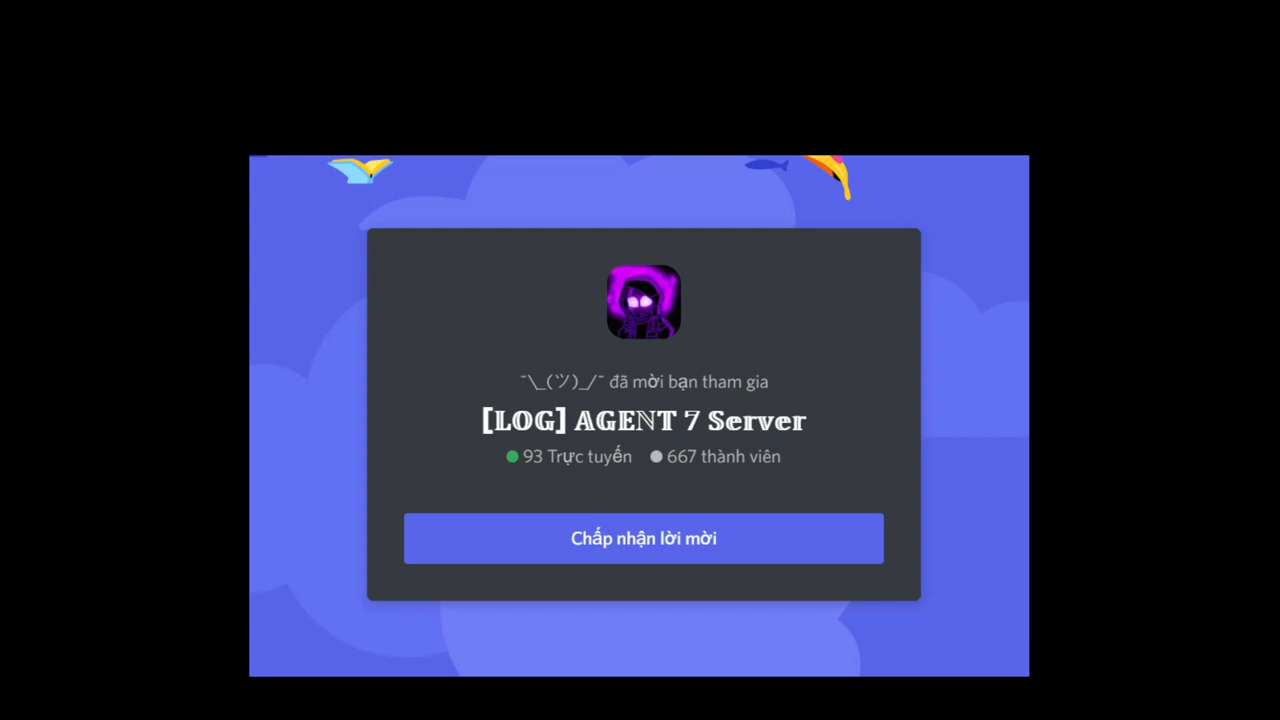 ¯\_(ツ)_/¯ đã mời bạn tham gia
[LOG] AGENT 7 Server
93 Trực tuyến 667 thành viên
Chấp nhận lời mời